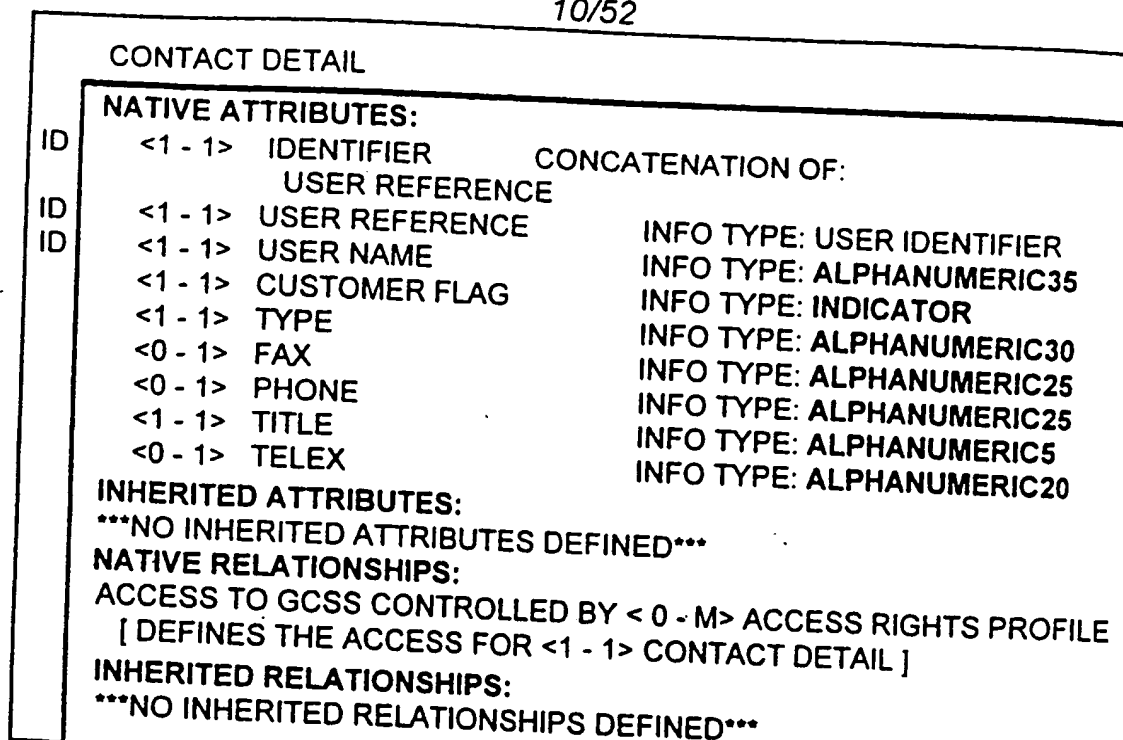 10/52
CONTACT DETAIL
NATIVE ATTRIBUTES:
ID <1 - 1> IDENTIFIER CONCATENATION OF:
USER REFERENCE
ID <1 - 1> USER REFERENCE INFO TYPE: USER IDENTIFIER
ID <1 - 1> USER NAME INFO TYPE: ALPHANUMERIC35
<1 - 1> CUSTOMER FLAG INFO TYPE: INDICATOR
<1 - 1> TYPE INFO TYPE: ALPHANUMERIC30
<0 - 1> FAX INFO TYPE: ALPHANUMERIC25
<0 - 1> PHONE INFO TYPE: ALPHANUMERIC25
<1 - 1> TITLE INFO TYPE: ALPHANUMERIC5
<0 - 1> TELEX INFO TYPE: ALPHANUMERIC20
INHERITED ATTRIBUTES:
***NO INHERITED ATTRIBUTES DEFINED***
NATIVE RELATIONSHIPS:
ACCESS TO GCSS CONTROLLED BY < 0 - M> ACCESS RIGHTS PROFILE
[ DEFINES THE ACCESS FOR <1 - 1> CONTACT DETAIL ]
INHERITED RELATIONSHIPS:
***NO INHERITED RELATIONSHIPS DEFINED***